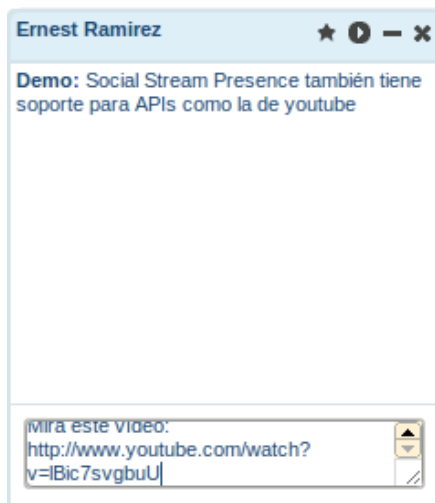 Ernest Ramirez
Demo: Social Stream Presence también tiene
soporte para APIs como la de youtube
Mira este video:
http://www.youtube.com/watch?
v=lBic7svgbuU